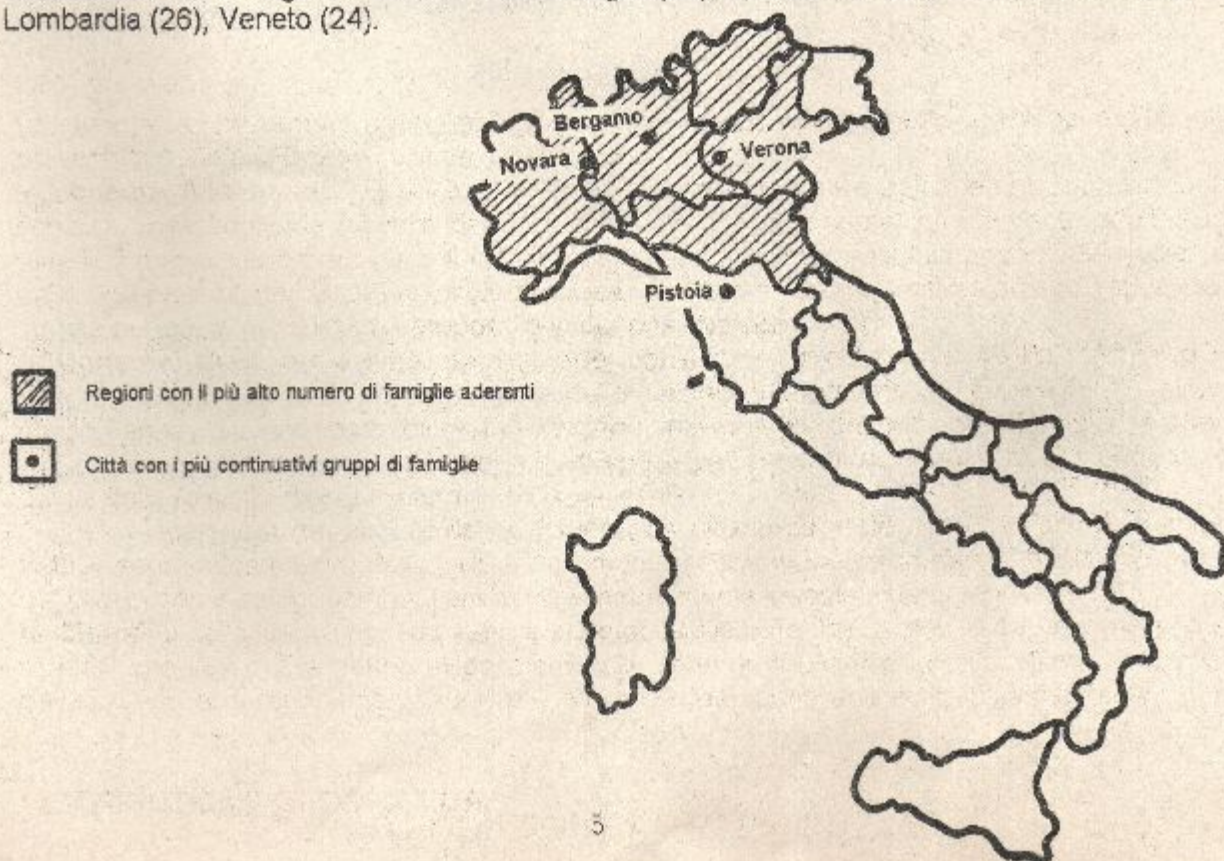 Lombardia (26), Veneto (24).
Bergamo
Novara
Verona
Pistoia
Regioni con il più alto numero di famiglie aderenti
Città con i più continuativi gruppi di famiglie
5